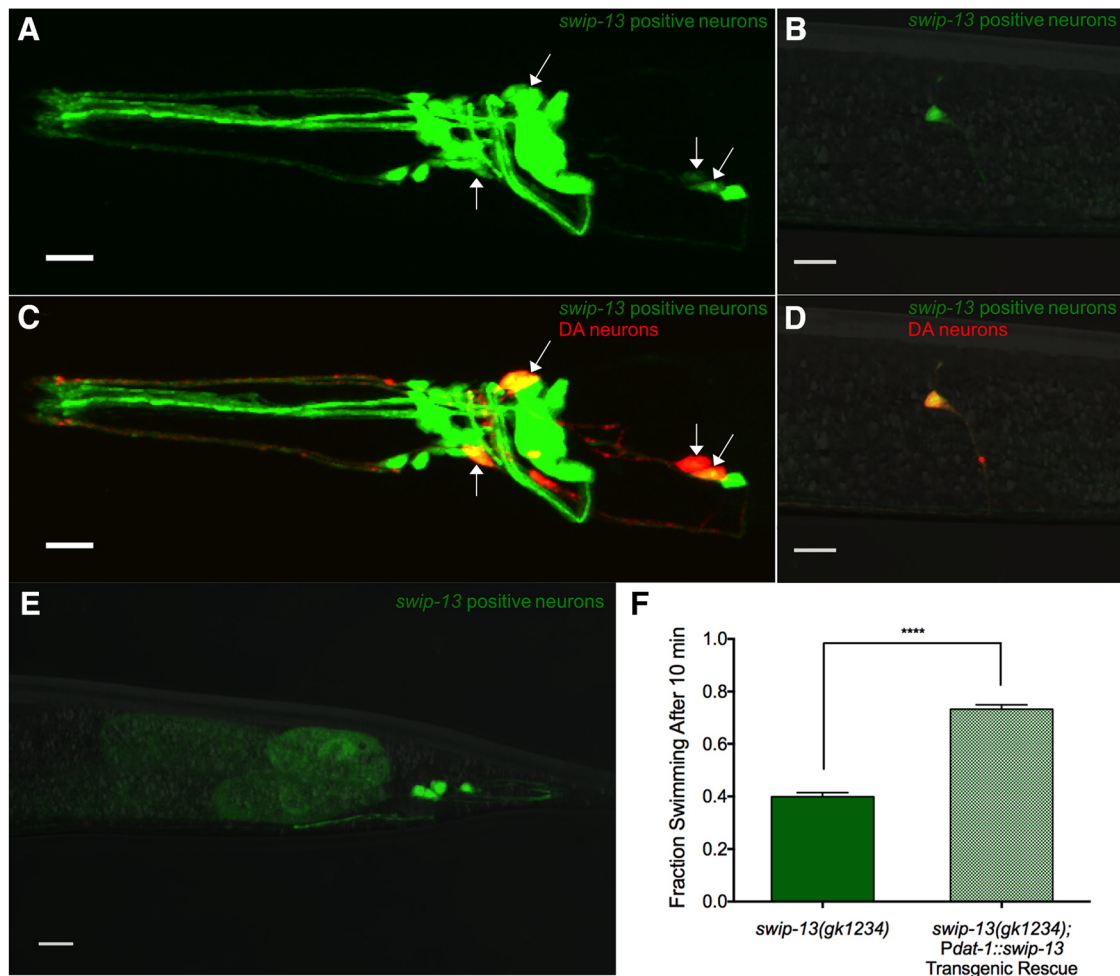 A
swip-13 positive neurons
B
swip-13 positive neurons
C
swip-13 positive neurons
DA neurons
D
swip-13 positive neurons
DA neurons
E
swip-13 positive neurons
F
****
1.0
0.8
0.6
0.4
0.2
0.0
Fraction Swimming After 10 min
swip-13(gk1234)
swip-13(gk1234);
Pdat-1::swip-13
Transgenic Rescue